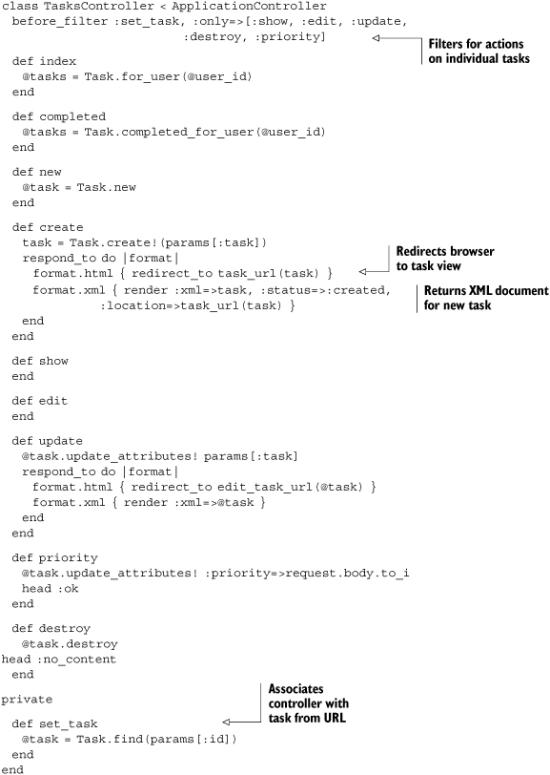 class TasksController < ApplicationController
  before_filter :set_task, :only=>[:show, :edit, :update,
                                   :destroy, :priority]
Filters for actions
on individual tasks
  def index
    @tasks = Task.for_user(@user_id)
  end
  def completed
    @tasks = Task.completed_for_user(@user_id)
  end
  def new
    @task = Task.new
  end
  def create
    task = Task.create!(params[:task])
    respond_to do |format|
      format.html { redirect_to task_url(task) }
Redirects browser
to task view
      format.xml { render :xml=>task, :status=>:created,
                          :location=>task_url(task) }
Returns XML document
for new task
    end
  end
  def show
  end
  def edit
  end
  def update
    @task.update_attributes! params[:task]
    respond_to do |format|
      format.html { redirect_to edit_task_url(@task) }
      format.xml { render :xml=>@task }
    end
  end
  def priority
    @task.update_attributes! :priority=>request.body.to_i
    head :ok
  end
  def destroy
    @task.destroy
head :no_content
  end
private
Associates
controller with
task from URL
  def set_task
    @task = Task.find(params[:id])
  end
end